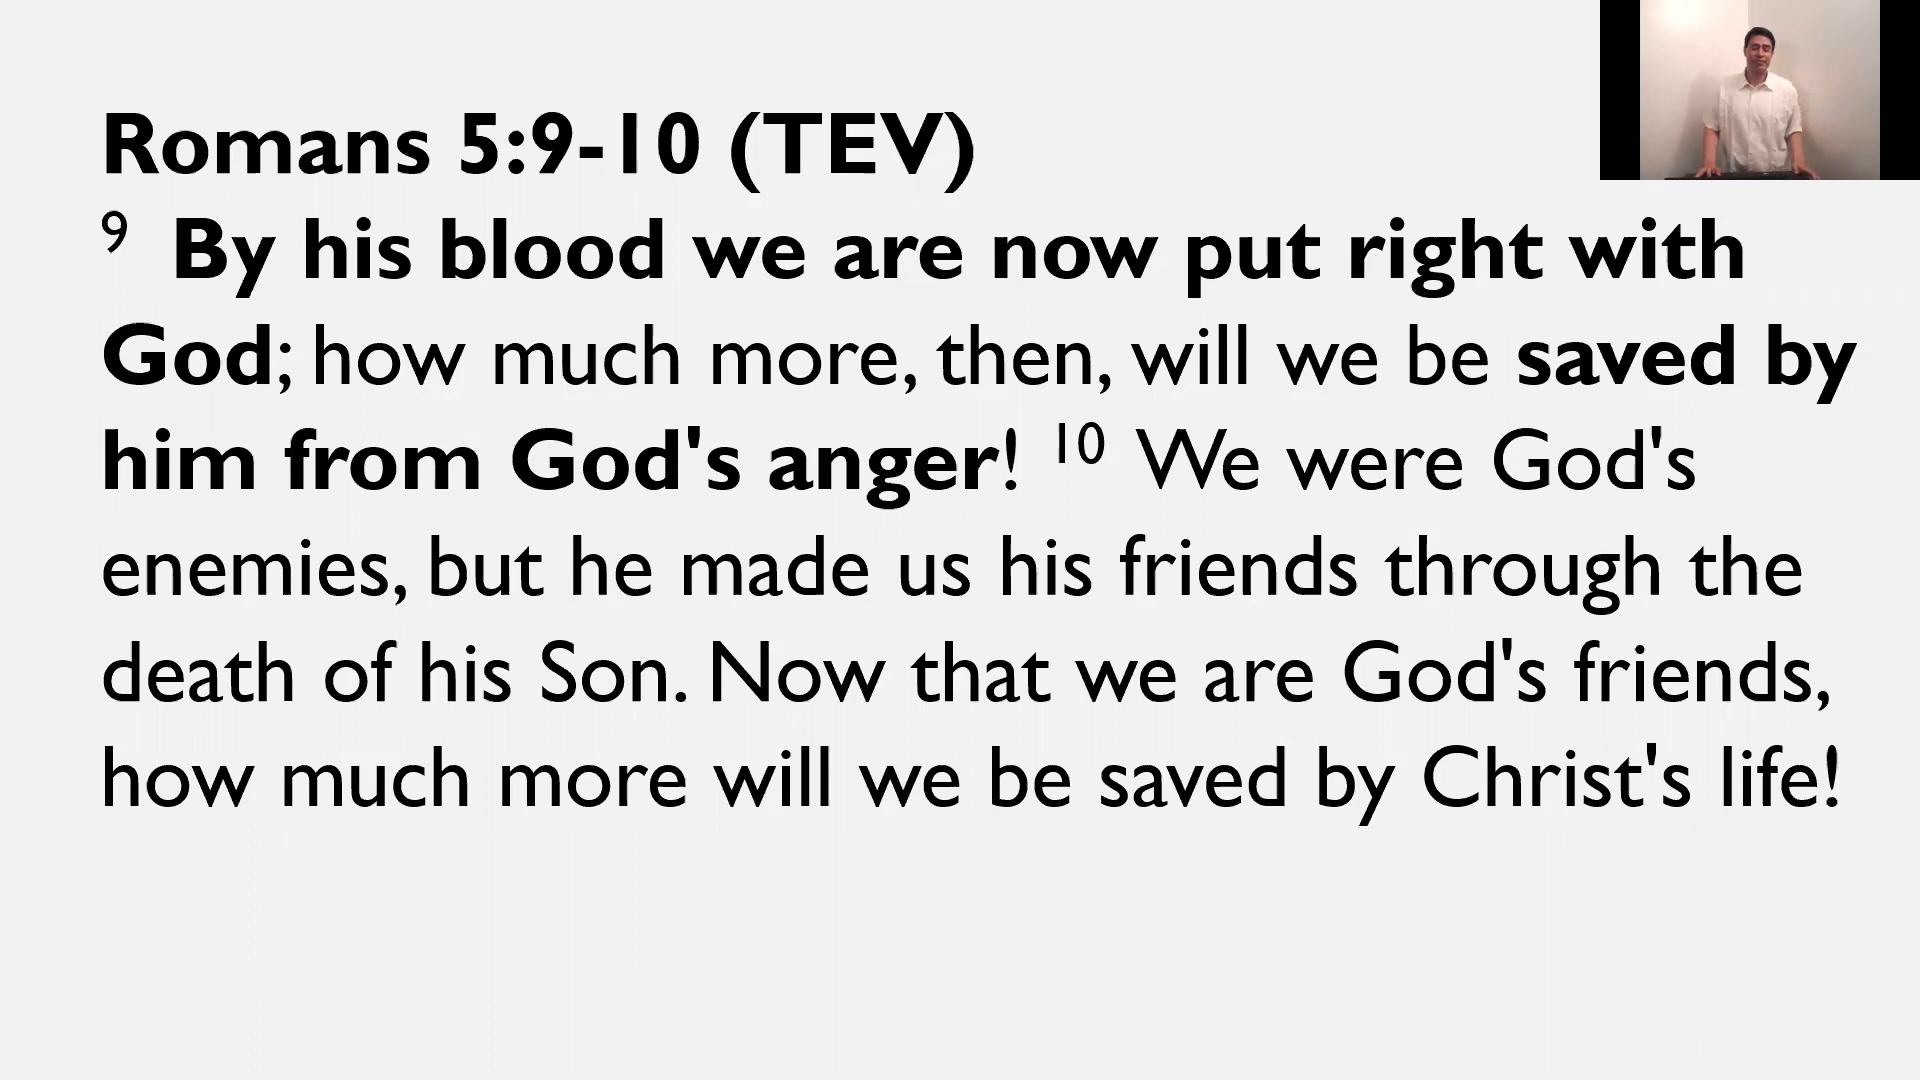 Romans 5:9-10 (TEV)
9 By his blood we are now put right with
God; how much more, then, will we be saved by
him from God's anger! 10 We were God's
enemies, but he made us his friends through the
death of his Son. Now that we are God's friends,
how much more will we be saved by Christ's life!